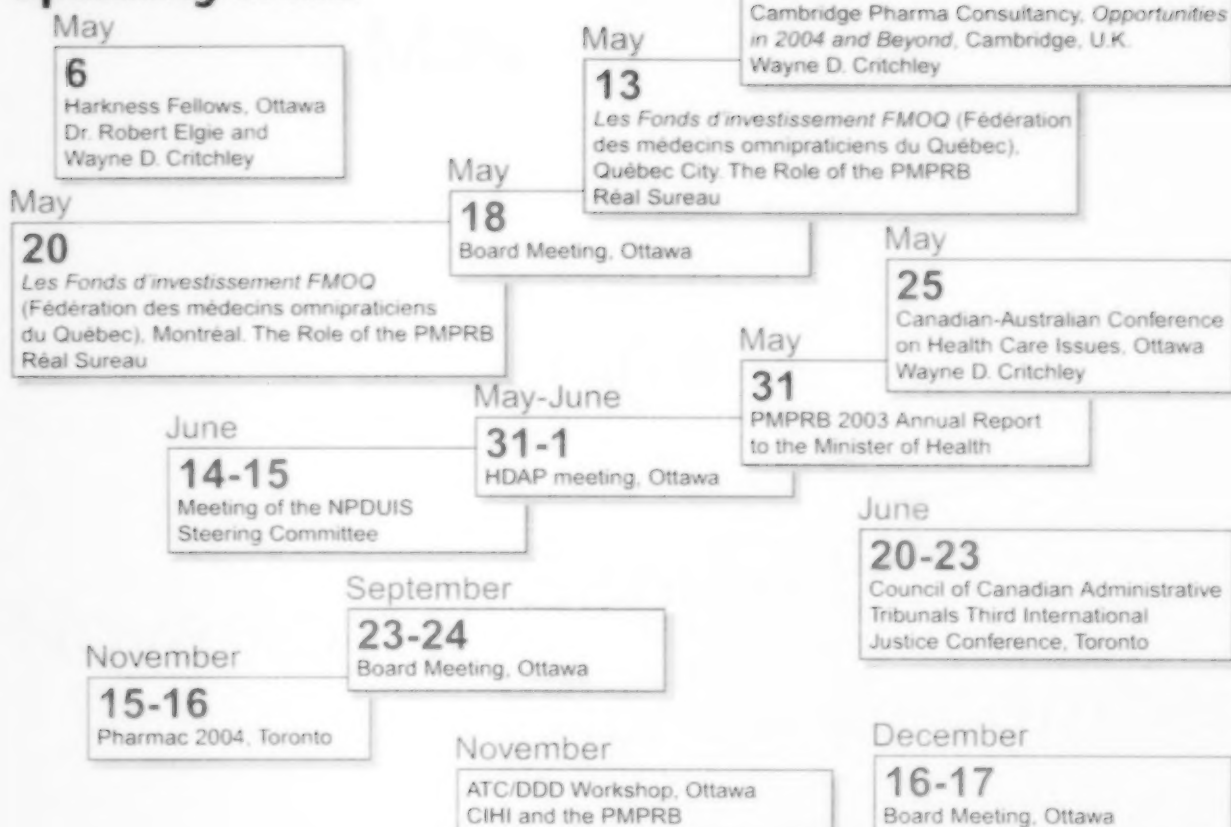 May
6
Harkness Fellows, Ottawa
Dr. Robert Elgie and
Wayne D. Critchley
Cambridge Pharma Consultancy, Opportunities
in 2004 and Beyond, Cambridge, U.K.
Wayne D. Critchley
May
13
Les Fonds d'investissement FMOQ (Fédération
des médecins omnipraticiens du Québec),
Québec City. The Role of the PMPRB
Réal Sureau
May
18
Board Meeting, Ottawa
May
20
Les Fonds d'investissement FMOQ
(Fédération des médecins omnipraticiens
du Québec), Montréal. The Role of the PMPRB
Réal Sureau
May
25
Canadian-Australian Conference
on Health Care Issues, Ottawa
Wayne D. Critchley
May
31
PMPRB 2003 Annual Report
to the Minister of Health
May-June
31-1
HDAP meeting, Ottawa
June
14-15
Meeting of the NPDUIS
Steering Committee
June
20-23
Council of Canadian Administrative
Tribunals Third International
Justice Conference, Toronto
September
23-24
Board Meeting, Ottawa
November
15-16
Pharmac 2004, Toronto
November
ATC/DDD Workshop, Ottawa
CIHI and the PMPRB
December
16-17
Board Meeting, Ottawa